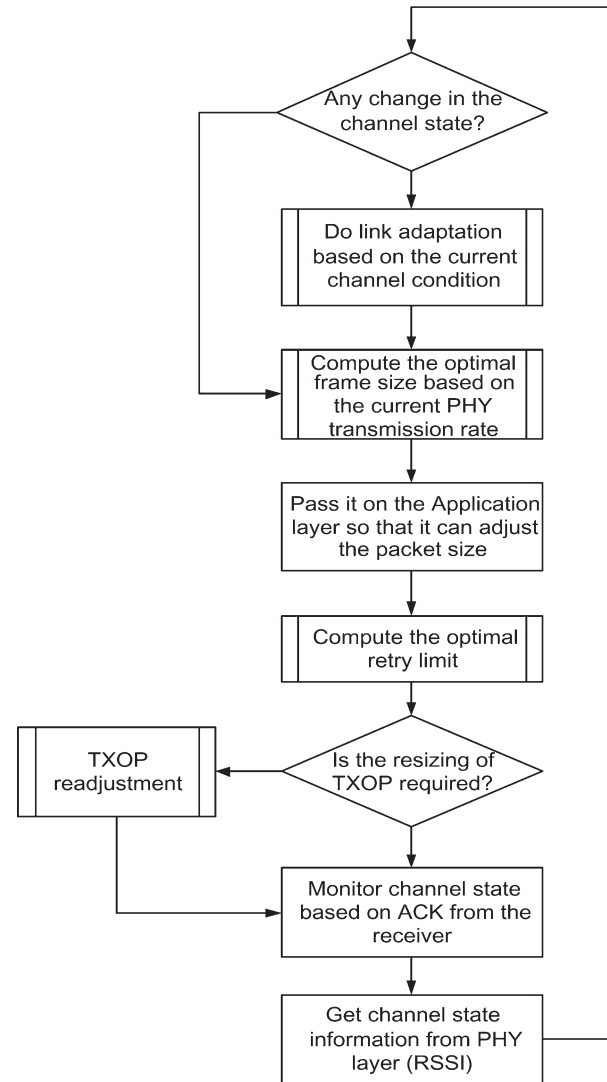 Any change in the
channel state?
Do link adaptation
based on the current
channel condition
Compute the optimal
frame size based on
the current PHY
transmission rate
Pass it on the Application
layer so that it can adjust
the packet size
Compute the optimal
retry limit
Is the resizing of
TXOP required?
TXOP
readjustment
Monitor channel state
based on ACK from the
receiver
Get channel state
information from PHY
layer (RSSI)